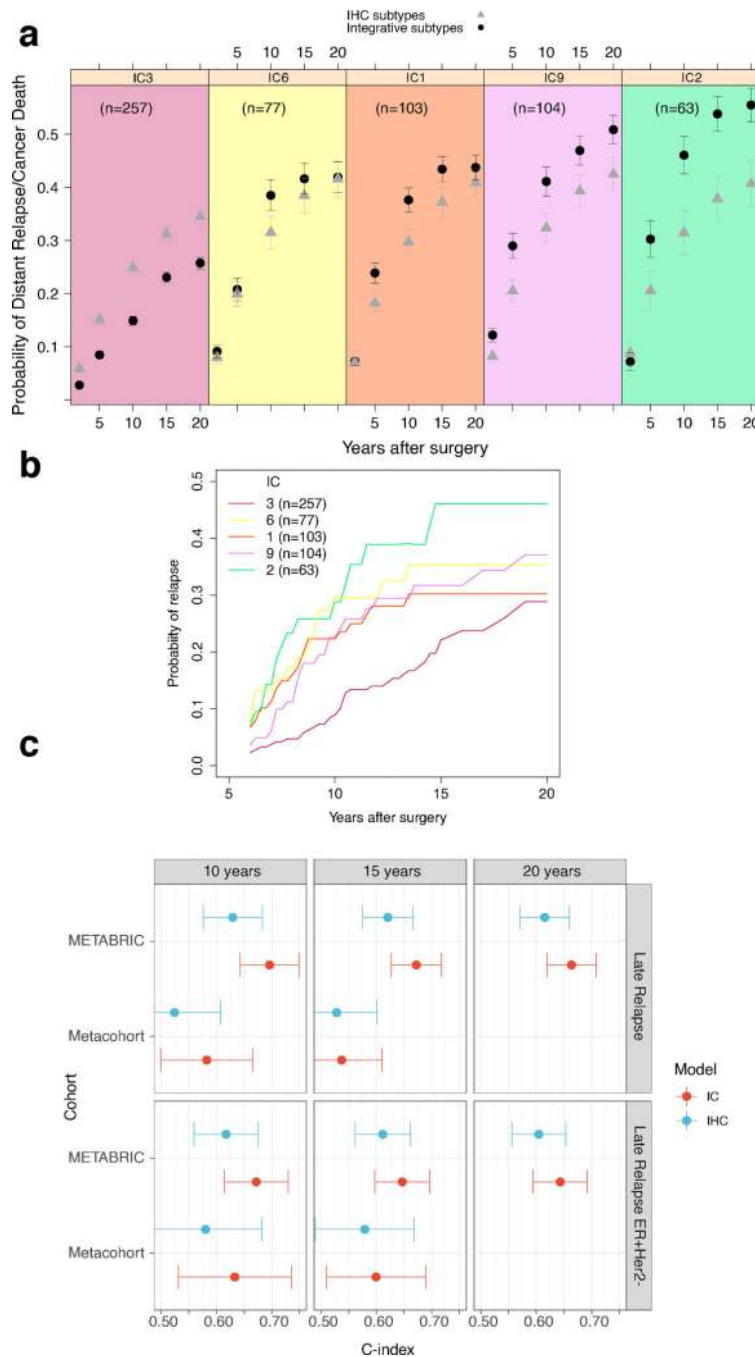 a
IHC subtypes
Integrative subtypes
5 10 15 20 5 10 15 20
IC3 IC6 IC1 IC9 IC2
(n=257) (n=77) (n=103) (n=104) (n=63)
Probability of Distant Relapse/Cancer Death
0.5
0.4
0.3
0.2
0.1
5 10 15 20 5 10 15 20 5 10 15 20
Years after surgery
b
IC
3 (n=257)
6 (n=77)
1 (n=103)
9 (n=104)
2 (n=63)
Probability of relapse
0.5
0.4
0.3
0.2
0.1
0.0
5 10 15 20
Years after surgery
c
10 years 15 years 20 years
METABRIC
Metacohort
Late Relapse
Cohort
METABRIC
Metacohort
Late Relapse ER+Her2-
Model
IC
IHC
0.50 0.60 0.70 0.50 0.60 0.70 0.50 0.60 0.70
C-index